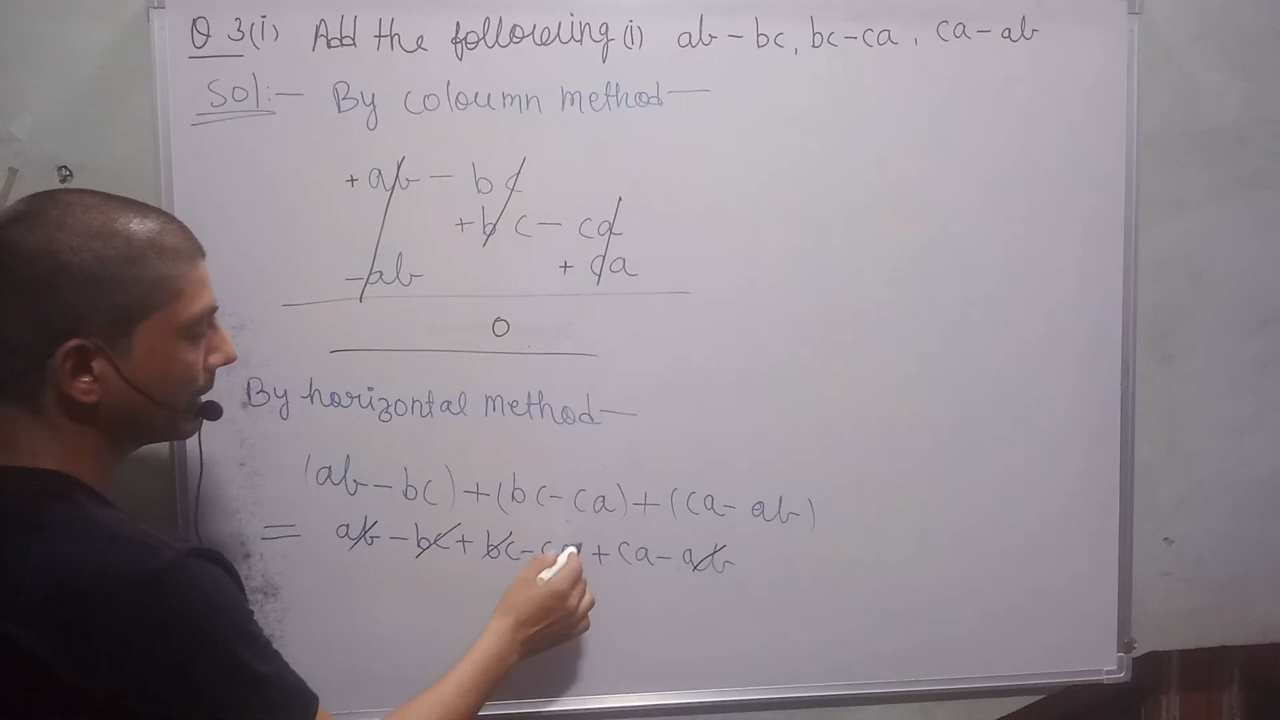 Q 3(i) Add the following (i) ab - bc, bc - ca, ca - ab
Sol:- By coloumn method—
+ ab - bc
+ bc - ca
- ab + ca
0
By horizontal method—
(ab - bc) + (bc - ca) + (ca - ab)
= ab - bc + bc - ca + ca - ab